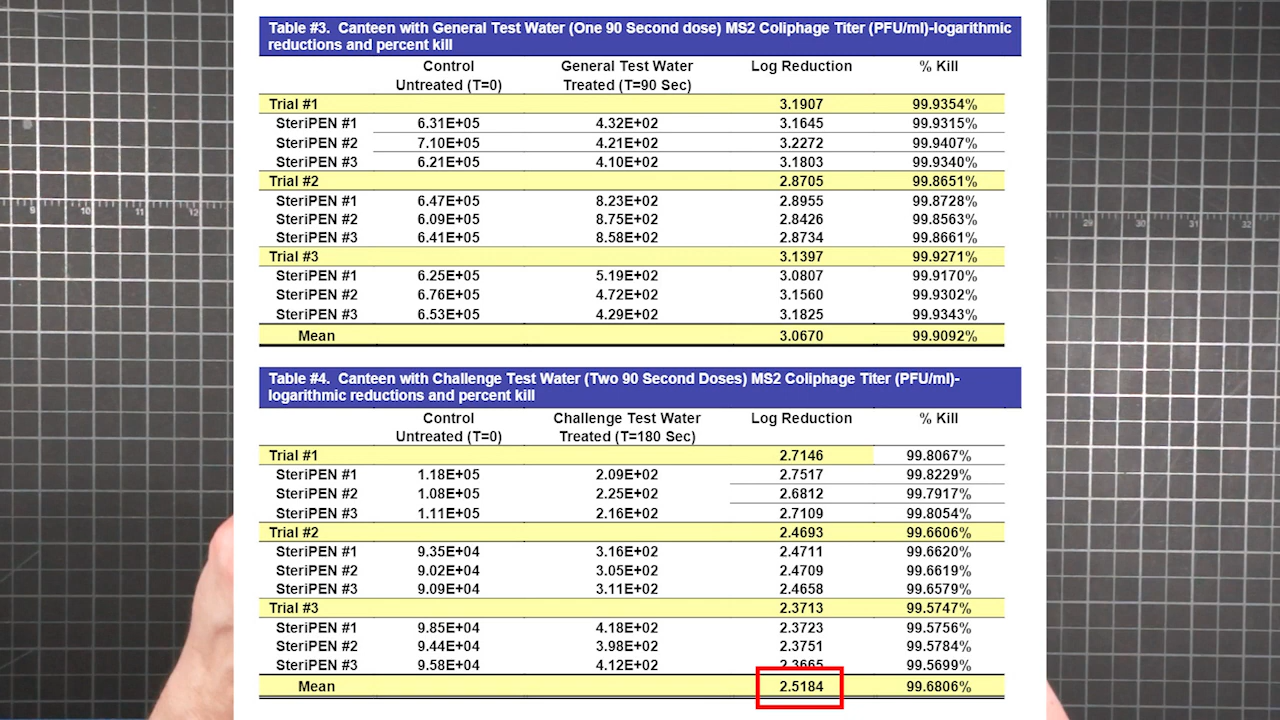 Table #3. Canteen with General Test Water (One 90 Second dose) MS2 Coliphage Titer (PFU/ml)-logarithmic
reductions and percent kill
Control General Test Water Log Reduction % Kill
Untreated (T=0) Treated (T=90 Sec)
Trial #1 3.1907 99.9354%
SteriPEN #1 6.31E+05 4.32E+02 3.1645 99.9315%
SteriPEN #2 7.10E+05 4.21E+02 3.2272 99.9407%
SteriPEN #3 6.21E+05 4.10E+02 3.1803 99.9340%
Trial #2 2.8705 99.8651%
SteriPEN #1 6.47E+05 8.23E+02 2.8955 99.8728%
SteriPEN #2 6.09E+05 8.75E+02 2.8426 99.8563%
SteriPEN #3 6.41E+05 8.58E+02 2.8734 99.8661%
Trial #3 3.1397 99.9271%
SteriPEN #1 6.25E+05 5.19E+02 3.0807 99.9170%
SteriPEN #2 6.76E+05 4.72E+02 3.1560 99.9302%
SteriPEN #3 6.53E+05 4.29E+02 3.1825 99.9343%
Mean 3.0670 99.9092%
Table #4. Canteen with Challenge Test Water (Two 90 Second Doses) MS2 Coliphage Titer (PFU/ml)-
logarithmic reductions and percent kill
Control Challenge Test Water Log Reduction % Kill
Untreated (T=0) Treated (T=180 Sec)
Trial #1 2.7146 99.8067%
SteriPEN #1 1.18E+05 2.09E+02 2.7517 99.8229%
SteriPEN #2 1.08E+05 2.25E+02 2.6812 99.7917%
SteriPEN #3 1.11E+05 2.16E+02 2.7109 99.8054%
Trial #2 2.4693 99.6606%
SteriPEN #1 9.35E+04 3.16E+02 2.4711 99.6620%
SteriPEN #2 9.02E+04 3.05E+02 2.4709 99.6619%
SteriPEN #3 9.09E+04 3.11E+02 2.4658 99.6579%
Trial #3 2.3713 99.5747%
SteriPEN #1 9.85E+04 4.18E+02 2.3723 99.5756%
SteriPEN #2 9.44E+04 3.98E+02 2.3751 99.5784%
SteriPEN #3 9.58E+04 4.12E+02 2.3665 99.5699%
Mean 2.5184 99.6806%
9 10 11 12
29 30 31 32